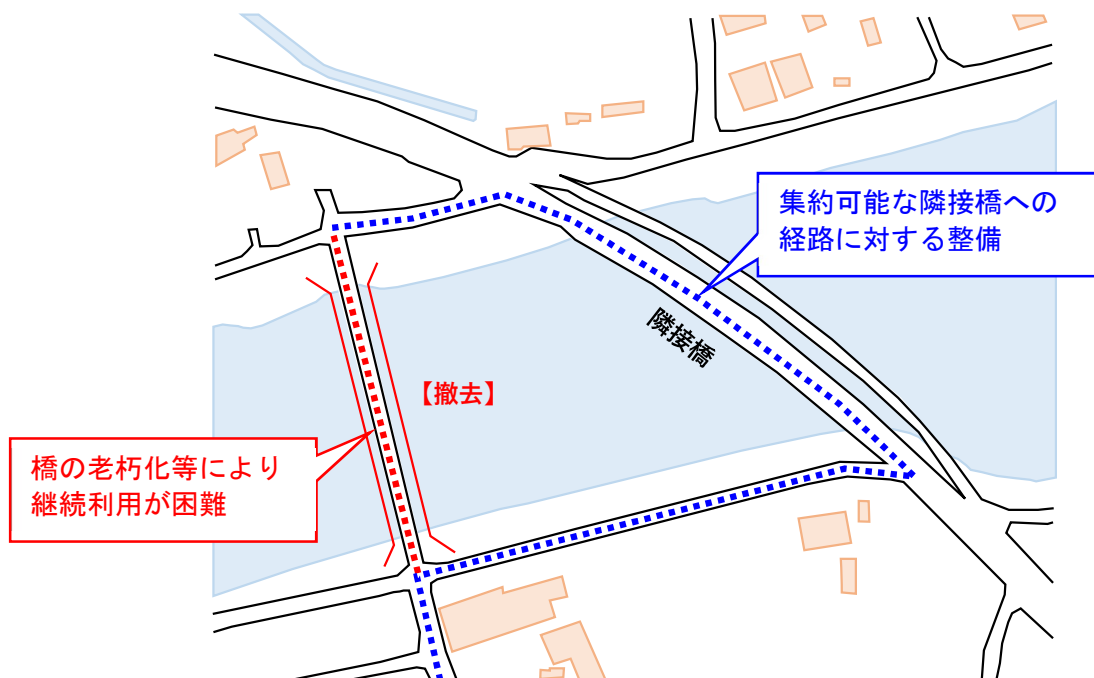 集約可能な隣接橋への
経路に対する整備
隣接橋
【撤去】
橋の老朽化等により
継続利用が困難